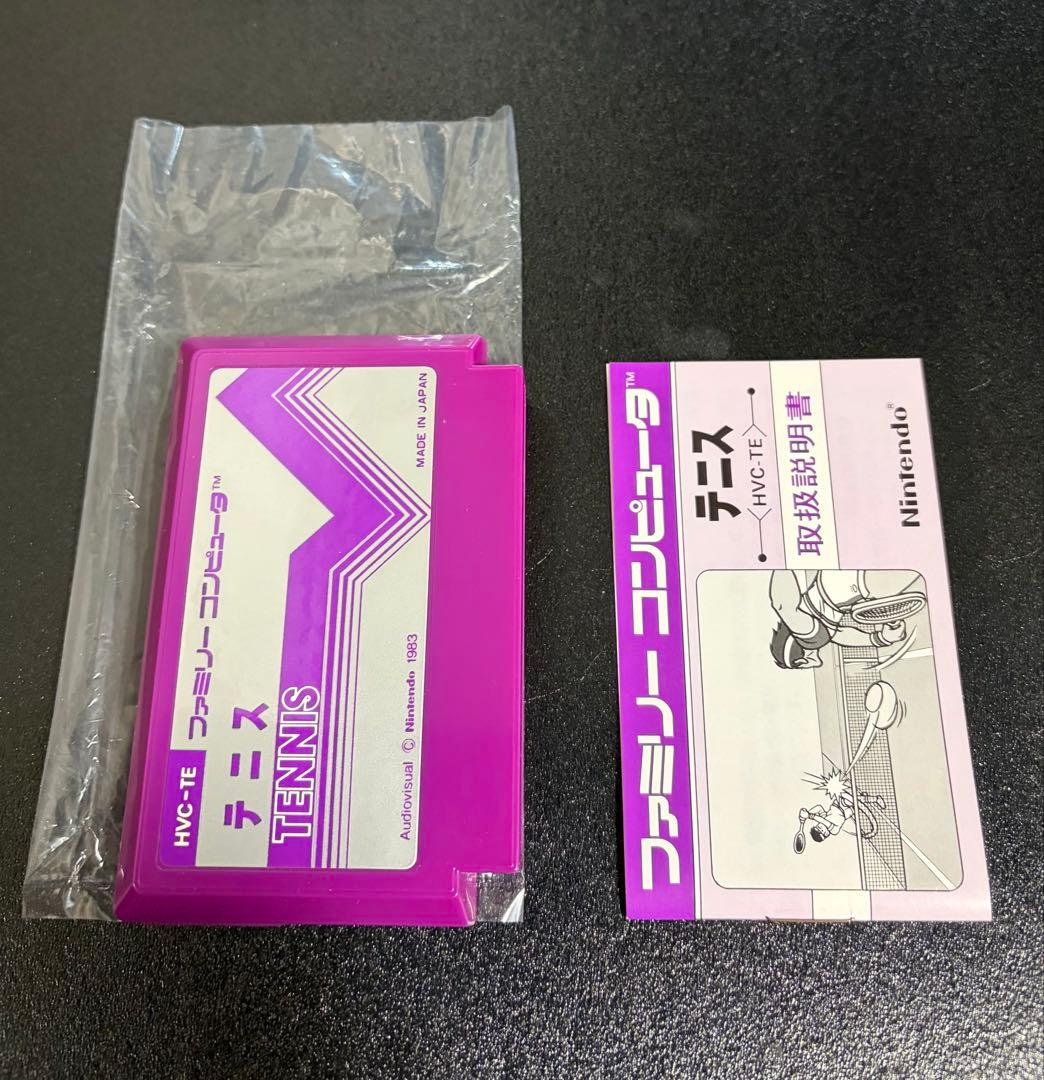 HVC-TE
ファミリー コンピュータ™
テニス
TENNIS
MADE IN JAPAN
Audiovisual © Nintendo 1983
ファミリー コンピュータ™
テニス
〈HVC-TE〉
取扱説明書
Nintendo®